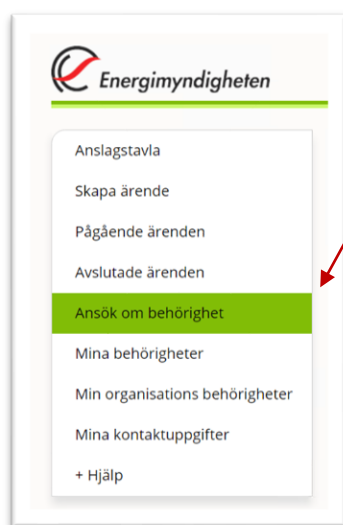 Energimyndigheten
Anslagstavla
Skapa ärende
Pågående ärenden
Avslutade ärenden
Ansök om behörighet
Mina behörigheter
Min organisations behörigheter
Mina kontaktuppgifter
+ Hjälp